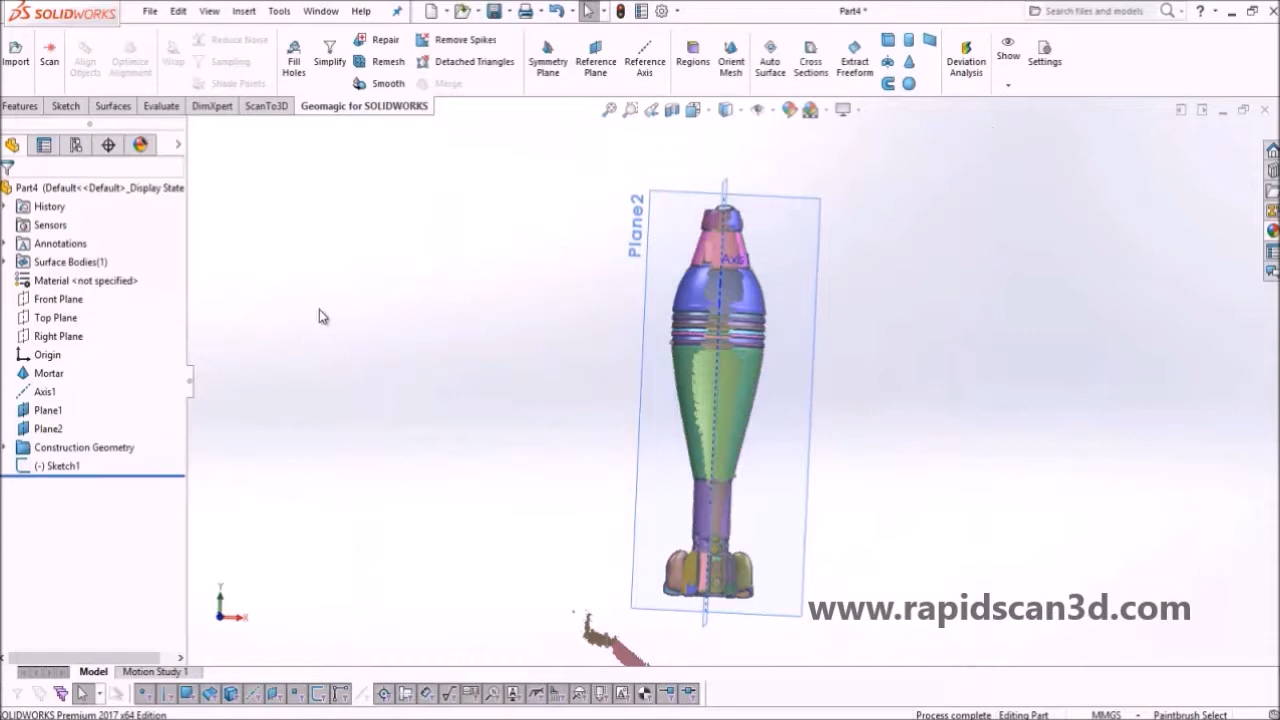 SOLIDWORKS File Edit View Insert Tools Window Help Part4 * Search files and models ?
Import Scan Align Objects Optimize Alignment Wrap Reduce Noise Sampling Shade Points Fill Holes Simplify Repair Remesh Smooth Remove Spikes Detached Triangles Merge Symmetry Plane Reference Plane Reference Axis Regions Orient Mesh Auto Surface Cross Sections Extract Freeform Deviation Analysis Show Settings
Features Sketch Surfaces Evaluate DimXpert ScanTo3D Geomagic for SOLIDWORKS
Part4 (Default<<Default>_Display State
History
Sensors
Annotations
Surface Bodies(1)
Material <not specified>
Front Plane
Top Plane
Right Plane
Origin
Mortar
Axis1
Plane1
Plane2
Construction Geometry
(-) Sketch1
Plane2
Axis
Y
X
www.rapidscan3d.com
Model Motion Study 1
SOLIDWORKS Premium 2017 x64 Edition Process complete Editing Part MMGS Paintbrush Select